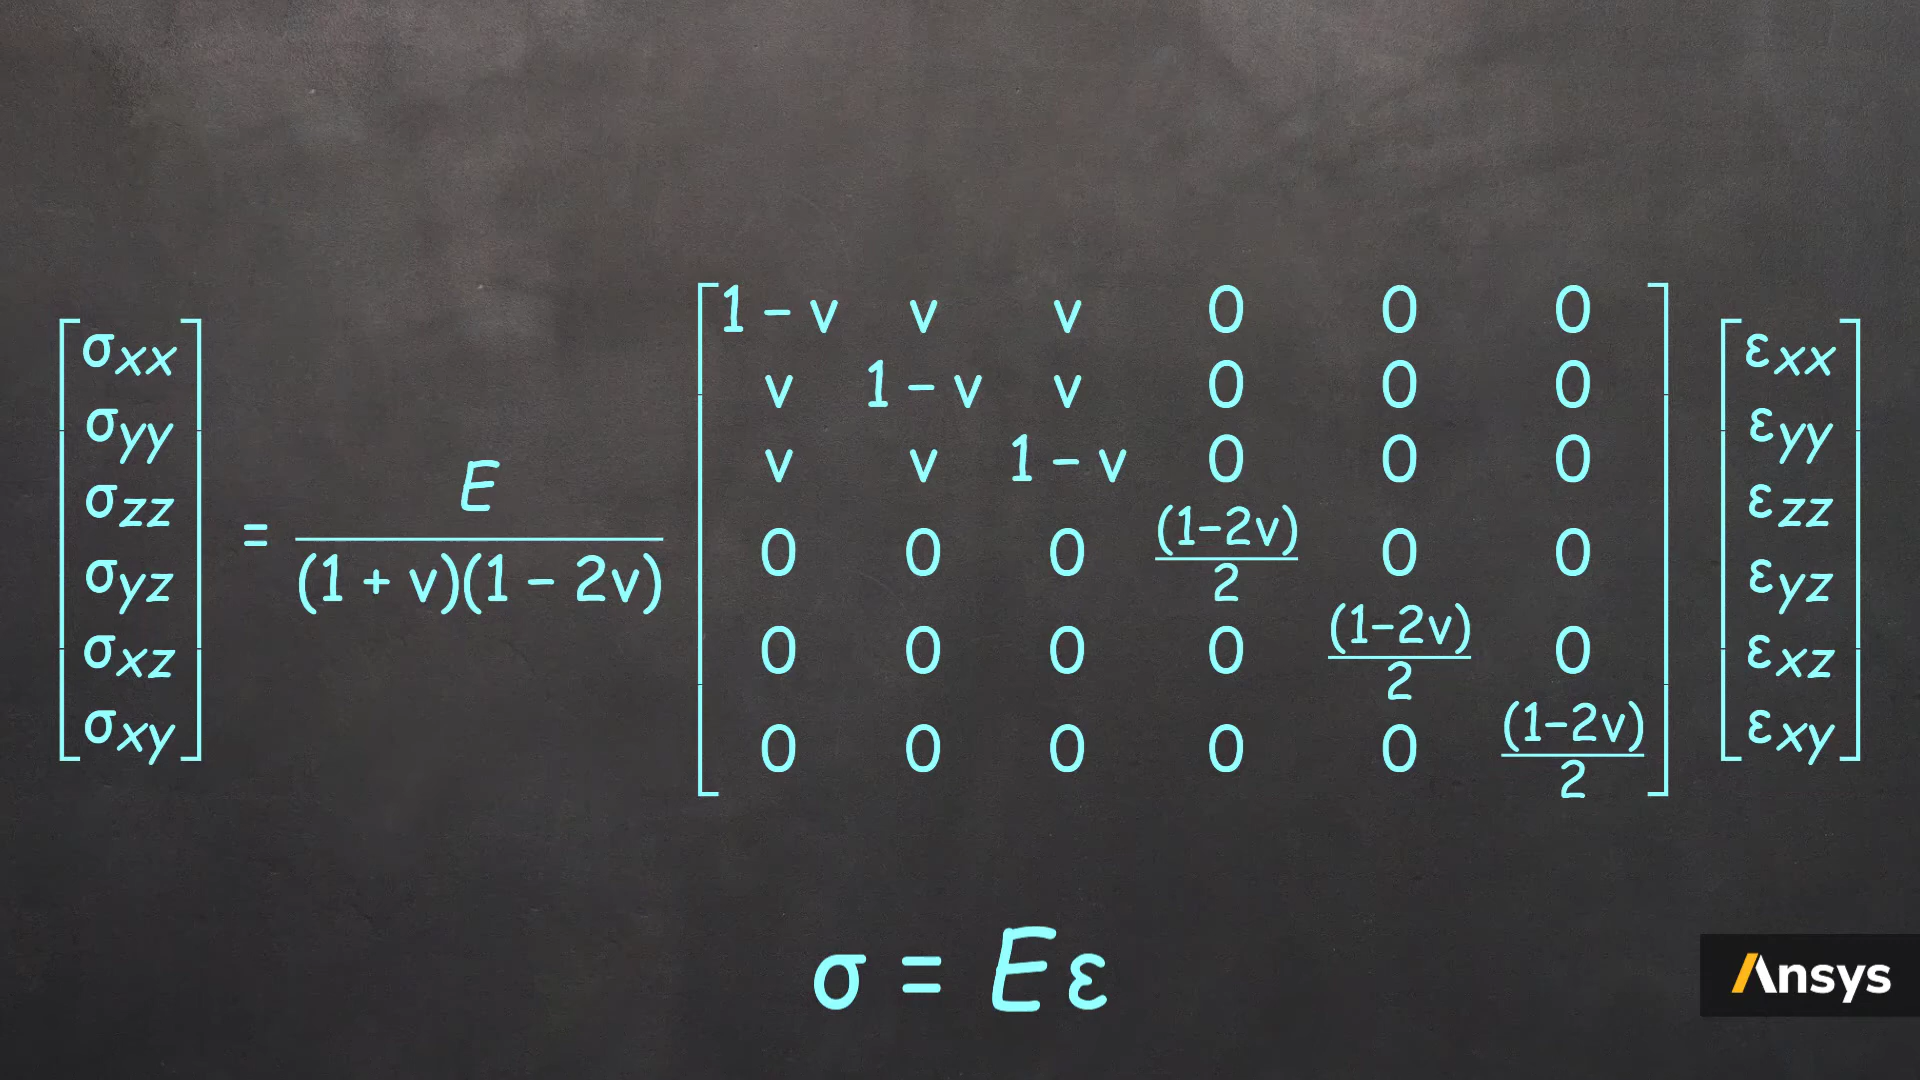 [σxx σyy σzz σyz σxz σxy] = E / (1 + v)(1 − 2v) [
1 − v v v 0 0 0
v 1 − v v 0 0 0
v v 1 − v 0 0 0
0 0 0 (1−2v)/2 0 0
0 0 0 0 (1−2v)/2 0
0 0 0 0 0 (1−2v)/2
] [εxx εyy εzz εyz εxz εxy]
σ = Eε
Ansys